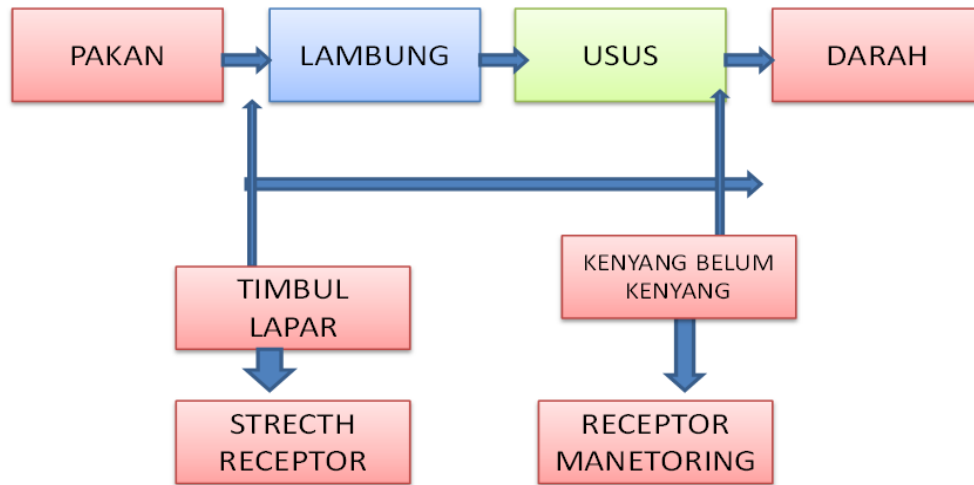 PAKAN
LAMBUNG
USUS
DARAH
TIMBUL
LAPAR
KENYANG BELUM
KENYANG
STRECTH
RECEPTOR
RECEPTOR
MANETORING